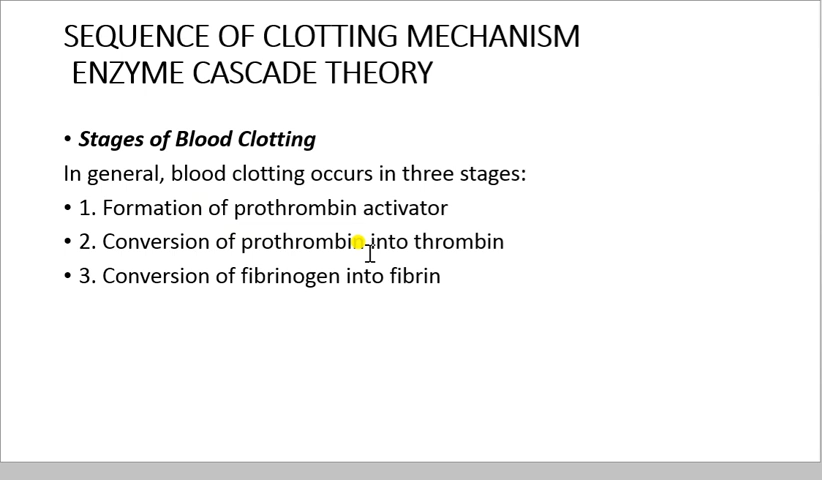 SEQUENCE OF CLOTTING MECHANISM
ENZYME CASCADE THEORY
• Stages of Blood Clotting
In general, blood clotting occurs in three stages:
• 1. Formation of prothrombin activator
• 2. Conversion of prothrombin into thrombin
• 3. Conversion of fibrinogen into fibrin